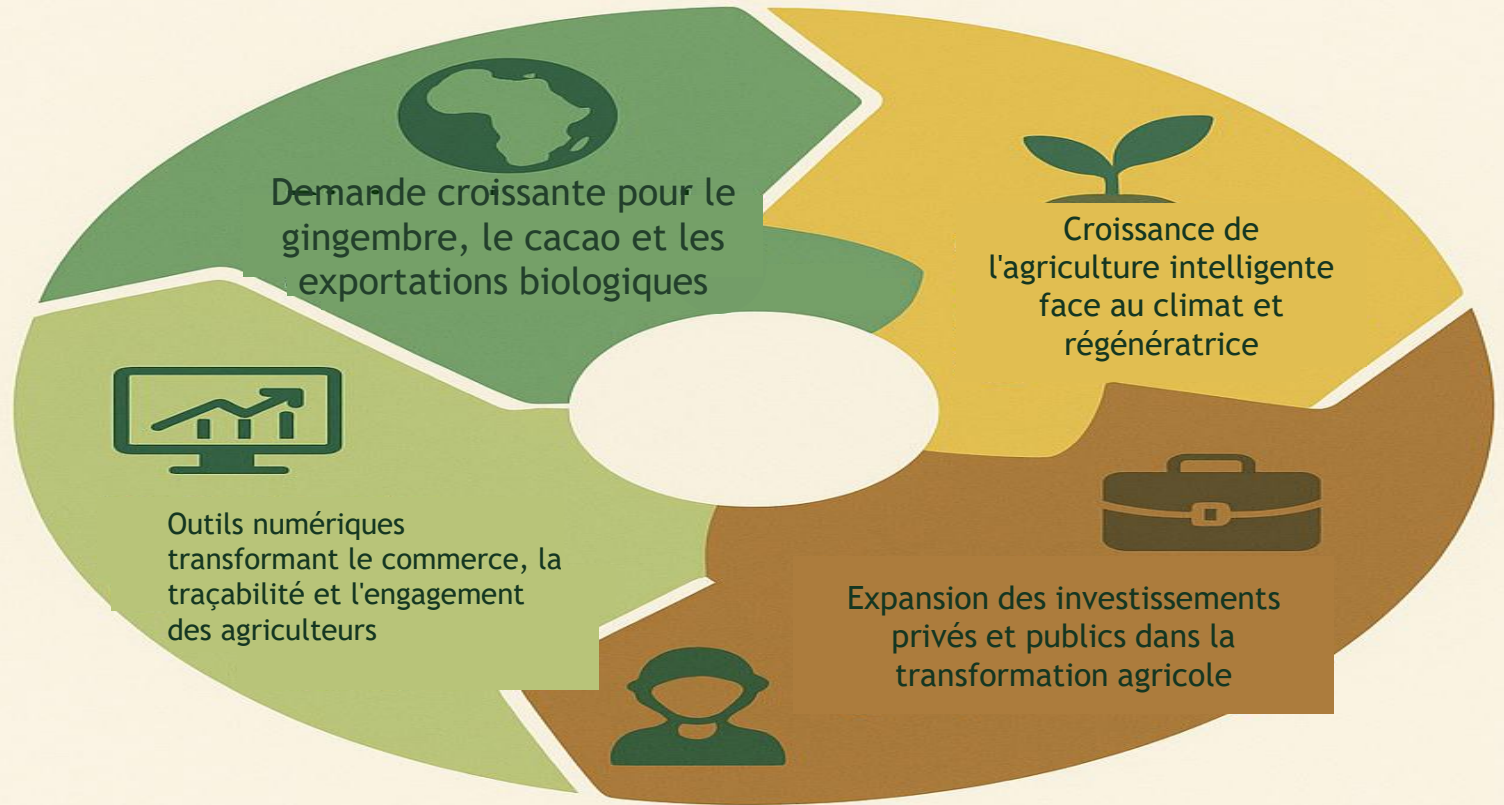 Demande croissante pour le
gingembre, le cacao et les
exportations biologiques
Croissance de
l'agriculture intelligente
face au climat et
régénératrice
Outils numériques
transformant le commerce, la
traçabilité et l'engagement
des agriculteurs
Expansion des investissements
privés et publics dans la
transformation agricole